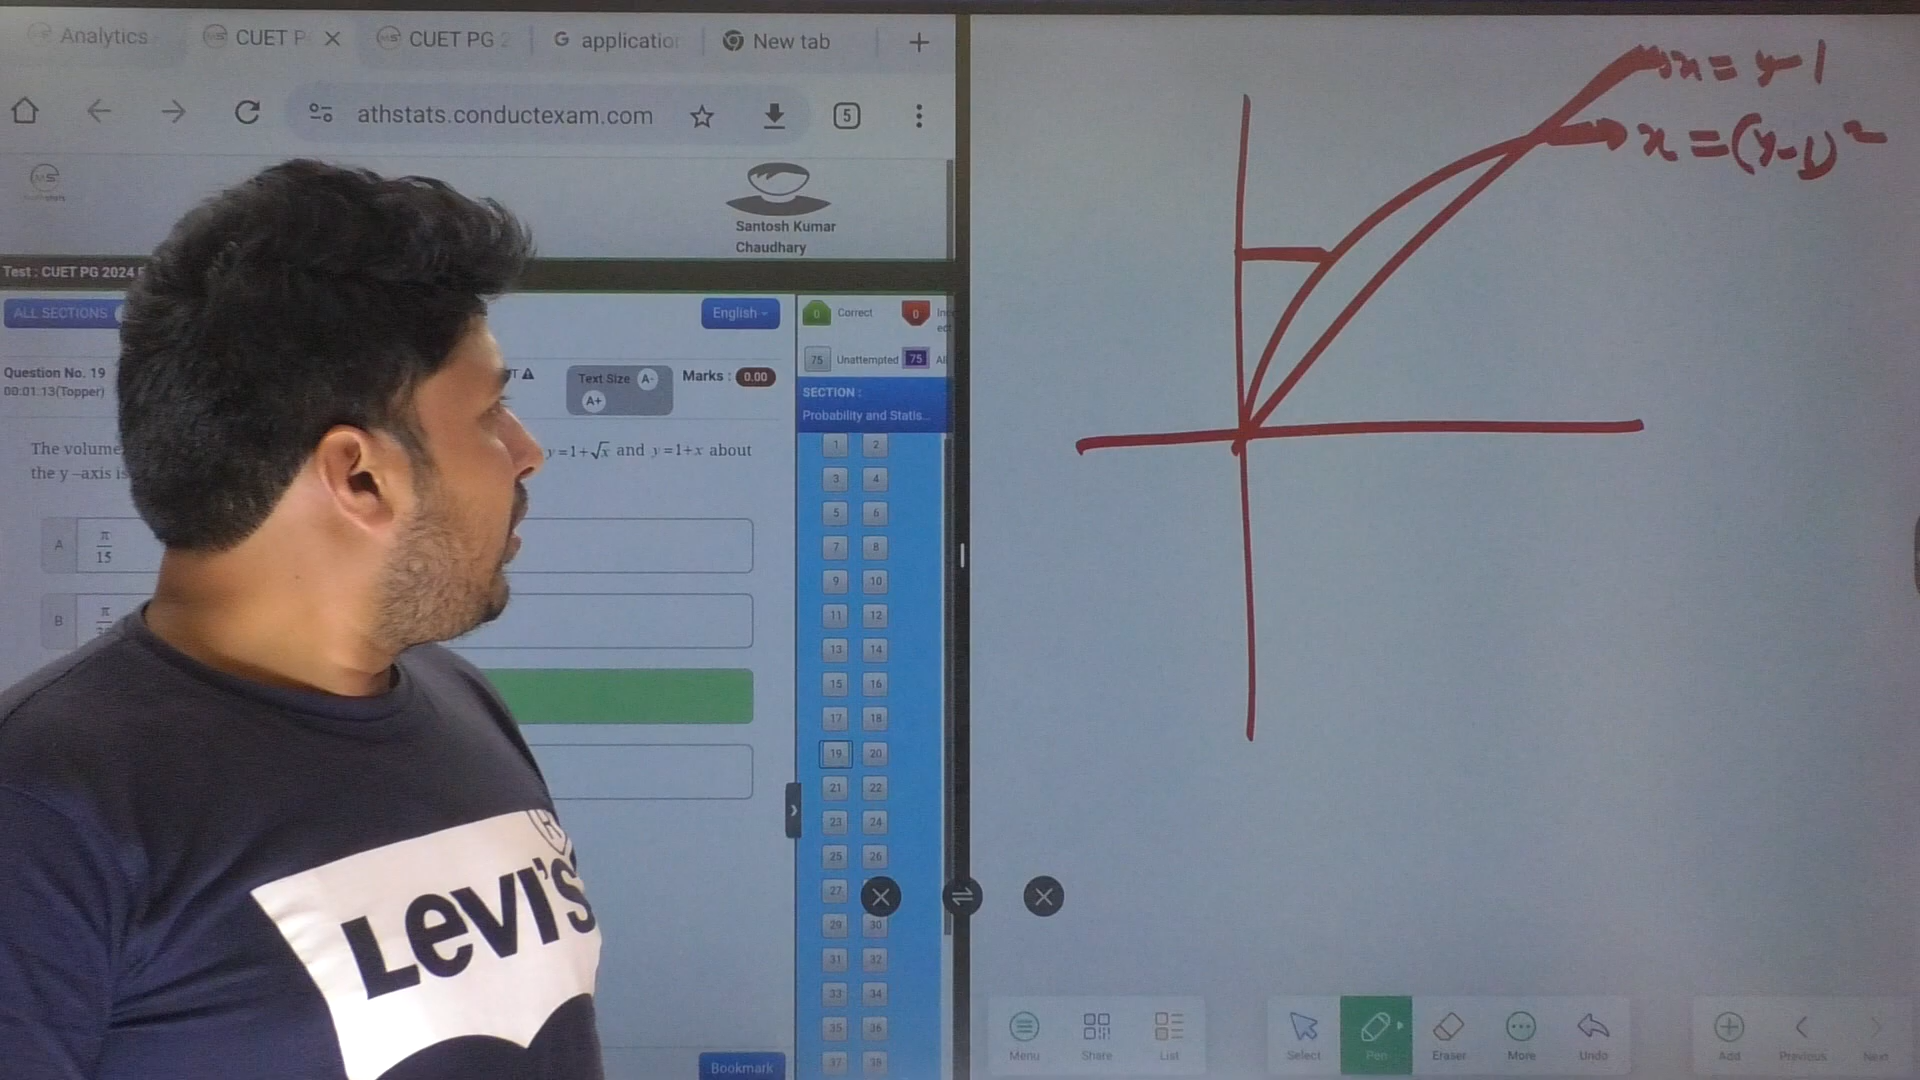 Analytics
CUET P
CUET PG 2
G application
New tab
athstats.conductexam.com
5
MS
Santosh Kumar
Chaudhary
Test : CUET PG 2024
ALL SECTIONS
English
0 Correct
0
75 Unattempted 75
Question No. 19
00:01:13(Topper)
Text Size A-
A+
Marks : 0.00
SECTION :
Probability and Statis...
The volume
y=1+√x and y=1+x about
the y-axis is
A π/15
B π
1 2
3 4
5 6
7 8
9 10
11 12
13 14
15 16
17 18
19 20
21 22
23 24
25 26
27
29 30
31 32
33 34
35 36
37 38
Bookmark
LEVI'S
x = y-1
x = (y-1)²
Menu
Share
List
Select
Pen
Eraser
More
Undo
Add
Previous
Next